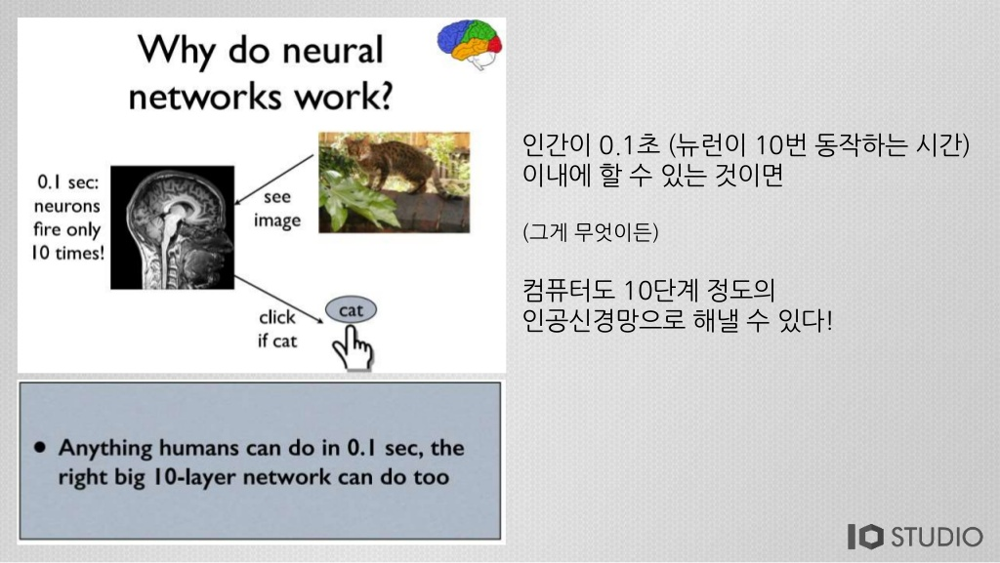 Why do neural
networks work?
0.1 sec:
neurons
fire only
10 times!
see
image
click
if cat
cat
• Anything humans can do in 0.1 sec, the
right big 10-layer network can do too
인간이 0.1초 (뉴런이 10번 동작하는 시간)
이내에 할 수 있는 것이면
(그게 무엇이든)
컴퓨터도 10단계 정도의
인공신경망으로 해낼 수 있다!
IO STUDIO